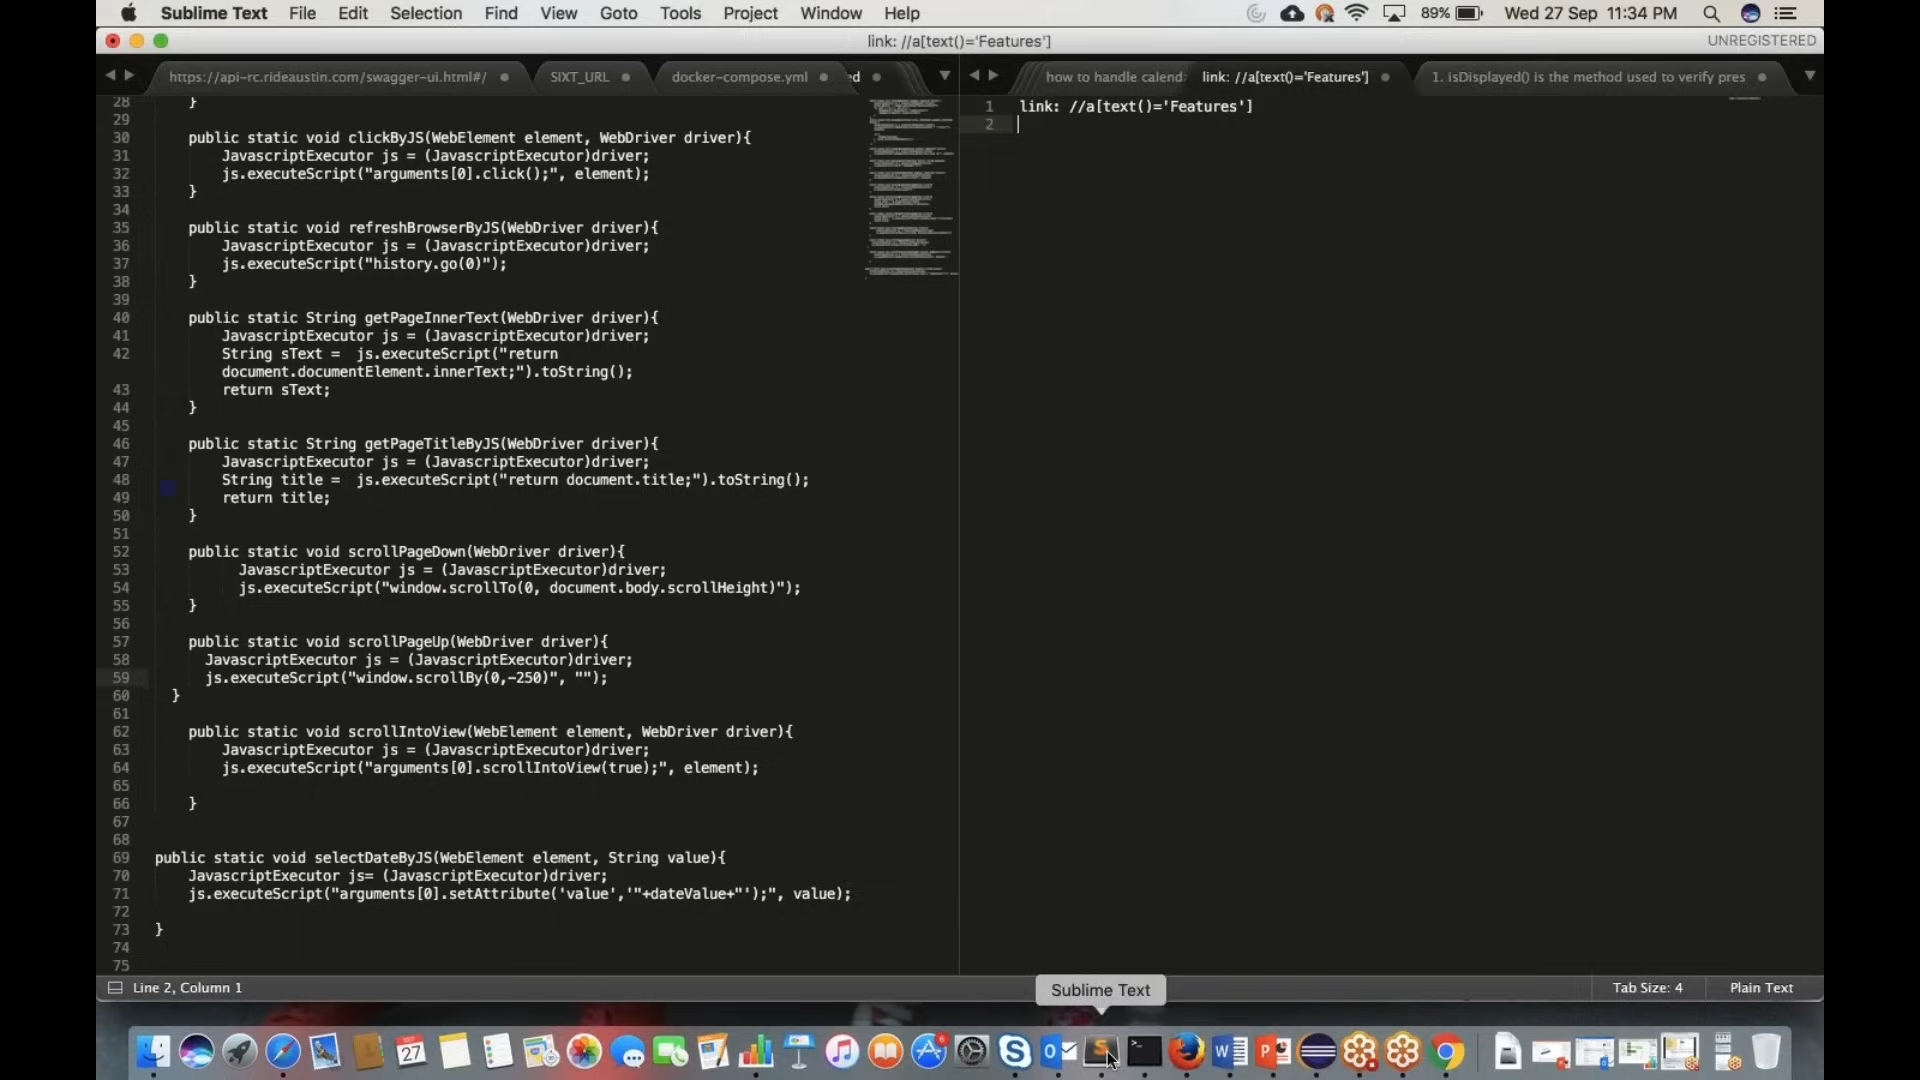 Sublime Text File Edit Selection Find View Goto Tools Project Window Help 89% Wed 27 Sep 11:34 PM
link: //a[text()='Features'] UNREGISTERED
https://api-rc.rideaustin.com/swagger-ui.html#/ SIXT_URL docker-compose.yml ed how to handle calend link: //a[text()='Features'] 1. isDisplayed() is the method used to verify pres
28 }
29
30 public static void clickByJS(WebElement element, WebDriver driver){
31 JavascriptExecutor js = (JavascriptExecutor)driver;
32 js.executeScript("arguments[0].click();", element);
33 }
34
35 public static void refreshBrowserByJS(WebDriver driver){
36 JavascriptExecutor js = (JavascriptExecutor)driver;
37 js.executeScript("history.go(0)");
38 }
39
40 public static String getPageInnerText(WebDriver driver){
41 JavascriptExecutor js = (JavascriptExecutor)driver;
42 String sText =  js.executeScript("return
document.documentElement.innerText;").toString();
43 return sText;
44 }
45
46 public static String getPageTitleByJS(WebDriver driver){
47 JavascriptExecutor js = (JavascriptExecutor)driver;
48 String title =  js.executeScript("return document.title;").toString();
49 return title;
50 }
51
52 public static void scrollPageDown(WebDriver driver){
53 JavascriptExecutor js = (JavascriptExecutor)driver;
54 js.executeScript("window.scrollTo(0, document.body.scrollHeight)");
55 }
56
57 public static void scrollPageUp(WebDriver driver){
58 JavascriptExecutor js = (JavascriptExecutor)driver;
59 js.executeScript("window.scrollBy(0,-250)", "");
60 }
61
62 public static void scrollIntoView(WebElement element, WebDriver driver){
63 JavascriptExecutor js = (JavascriptExecutor)driver;
64 js.executeScript("arguments[0].scrollIntoView(true);", element);
65
66 }
67
68
69 public static void selectDateByJS(WebElement element, String value){
70 JavascriptExecutor js= (JavascriptExecutor)driver;
71 js.executeScript("arguments[0].setAttribute('value','"+dateValue+"');", value);
72
73 }
74
75
1 link: //a[text()='Features']
2
Line 2, Column 1 Tab Size: 4 Plain Text
Sublime Text
27